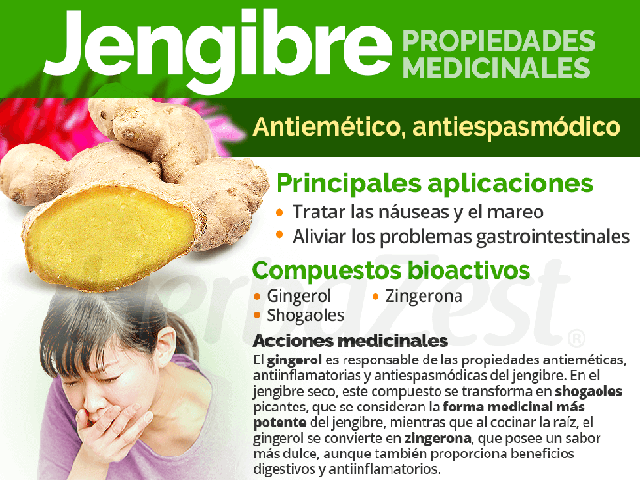 Jengibre PROPIEDADES
MEDICINALES
Antiemético, antiespasmódico
Principales aplicaciones
• Tratar las náuseas y el mareo
• Aliviar los problemas gastrointestinales
Compuestos bioactivos
• Gingerol • Zingerona
• Shogaoles
HerbaZest®
Acciones medicinales
El gingerol es responsable de las propiedades antieméticas,
antiinflamatorias y antiespasmódicas del jengibre. En el
jengibre seco, este compuesto se transforma en shogaoles
picantes, que se consideran la forma medicinal más
potente del jengibre, mientras que al cocinar la raíz, el
gingerol se convierte en zingerona, que posee un sabor
más dulce, aunque también proporciona beneficios
digestivos y antiinflamatorios.